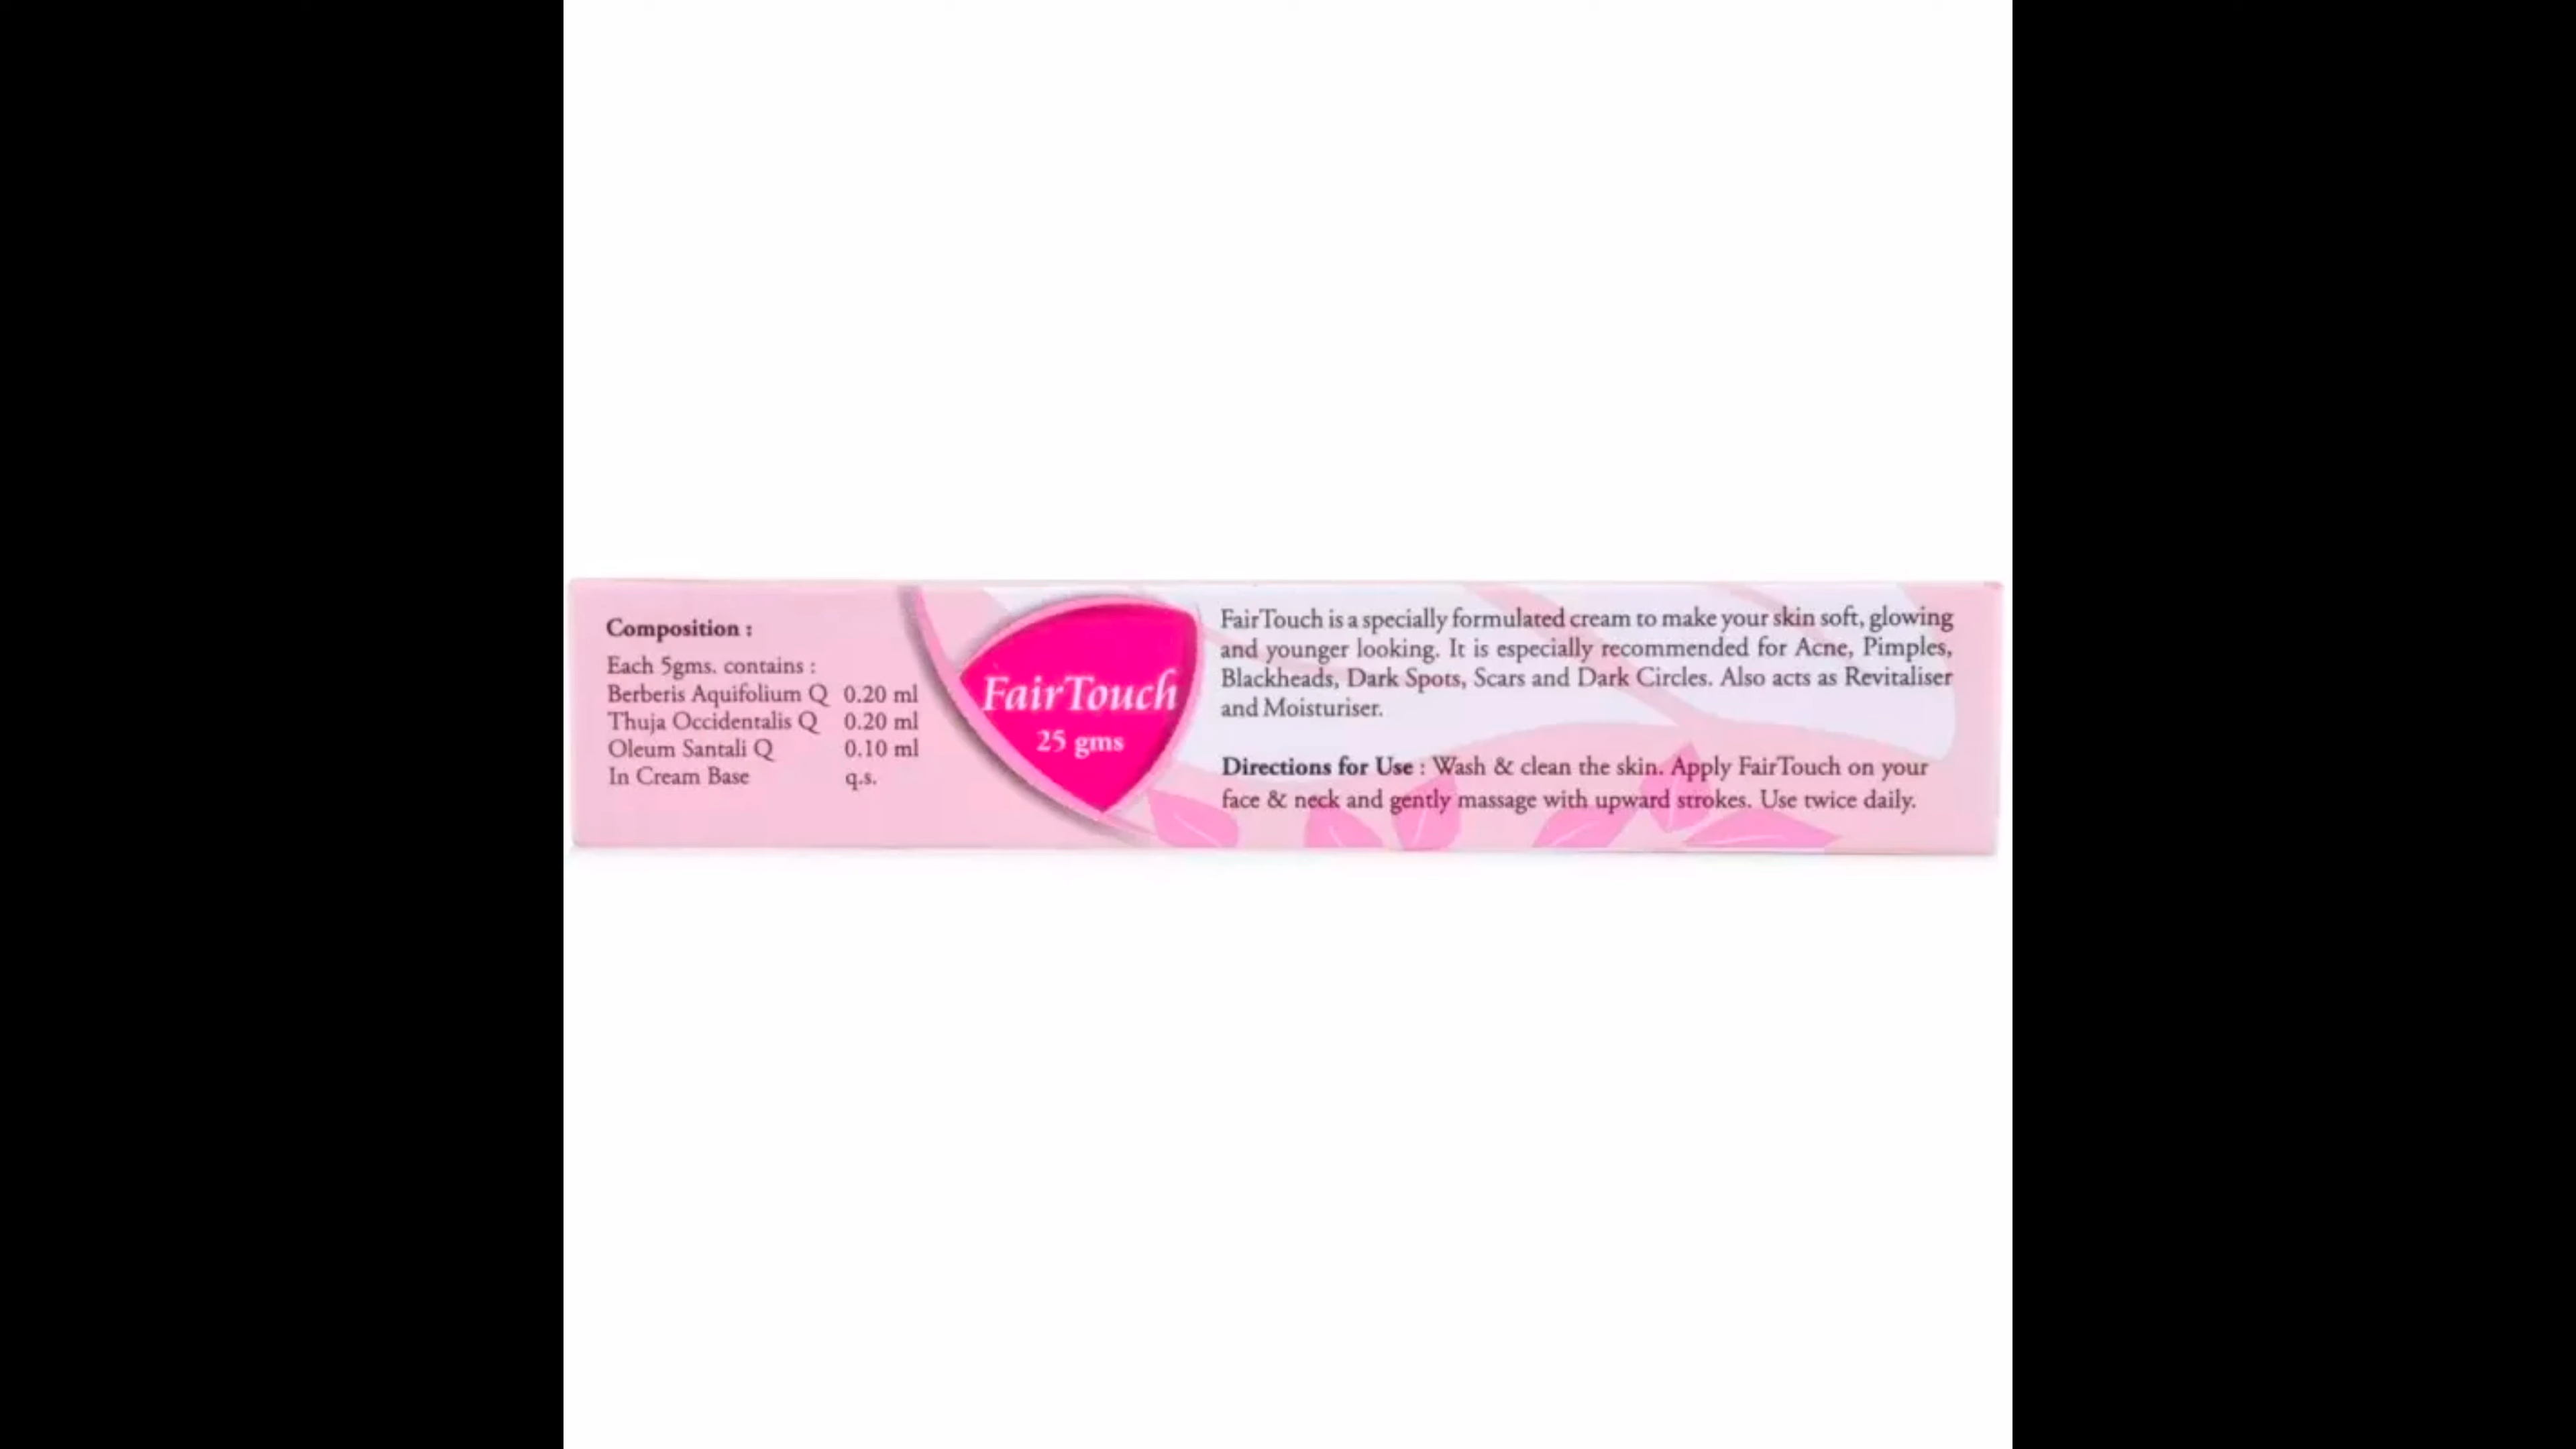 Composition :
Each 5gms. contains :
Berberis Aquifolium Q 0.20 ml
Thuja Occidentalis Q 0.20 ml
Oleum Santali Q 0.10 ml
In Cream Base q.s.
FairTouch
25 gms
FairTouch is a specially formulated cream to make your skin soft, glowing
and younger looking. It is especially recommended for Acne, Pimples,
Blackheads, Dark Spots, Scars and Dark Circles. Also acts as Revitaliser
and Moisturiser.
Directions for Use : Wash & clean the skin. Apply FairTouch on your
face & neck and gently massage with upward strokes. Use twice daily.